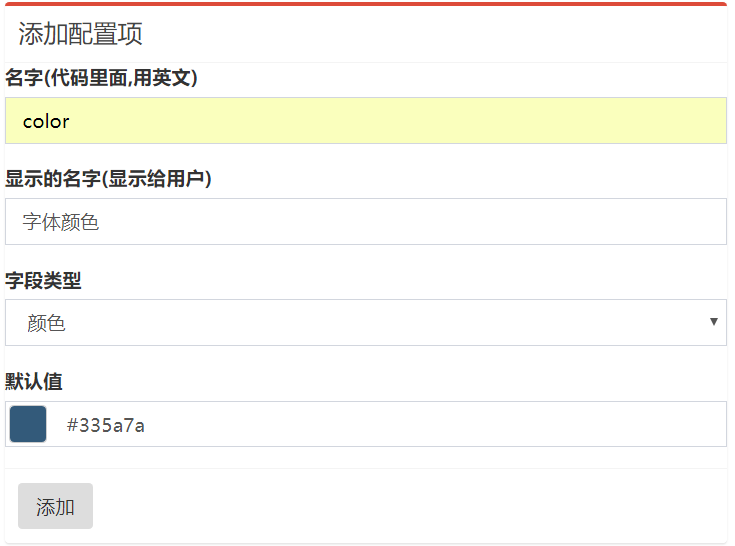 添加配置项
名字(代码里面,用英文)
color
显示的名字(显示给用户)
字体颜色
字段类型
颜色
默认值
#335a7a
添加